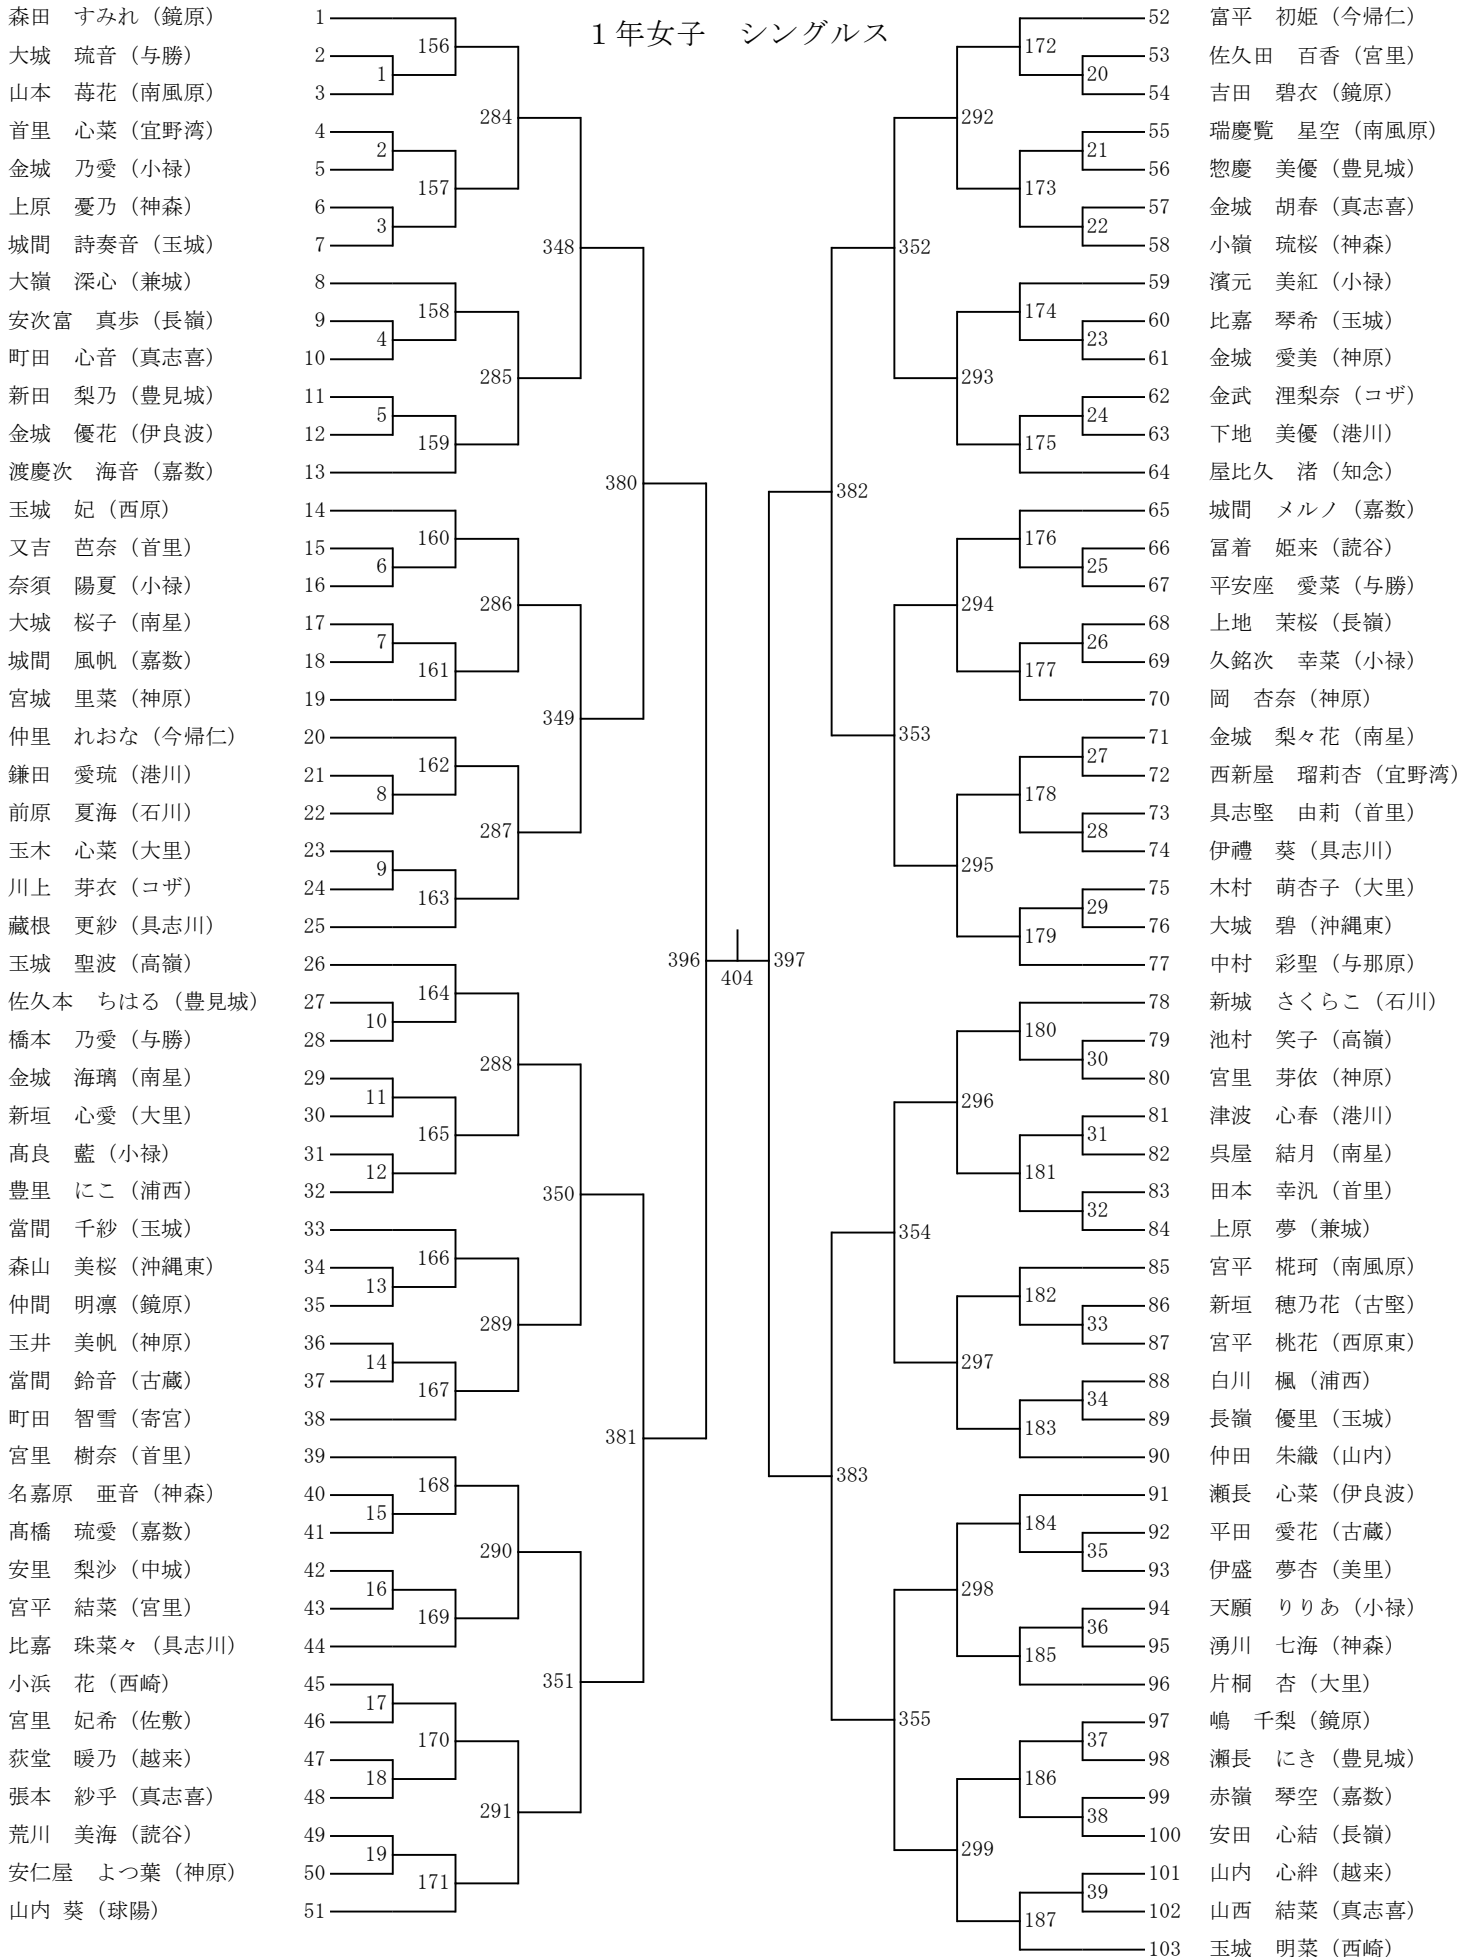 １年女子　シングルス
森田　すみれ（鏡原） 1
大城　琉音（与勝） 2
山本　苺花（南風原） 3
首里　心菜（宜野湾） 4
金城　乃愛（小禄） 5
上原　憂乃（神森） 6
城間　詩奏音（玉城） 7
大嶺　深心（兼城） 8
安次富　真歩（長嶺） 9
町田　心音（真志喜） 10
新田　梨乃（豊見城） 11
金城　優花（伊良波） 12
渡慶次　海音（嘉数） 13
玉城　妃（西原） 14
又吉　芭奈（首里） 15
奈須　陽夏（小禄） 16
大城　桜子（南星） 17
城間　風帆（嘉数） 18
宮城　里菜（神原） 19
仲里　れおな（今帰仁） 20
鎌田　愛琉（港川） 21
前原　夏海（石川） 22
玉木　心菜（大里） 23
川上　芽衣（コザ） 24
藏根　更紗（具志川） 25
玉城　聖波（高嶺） 26
佐久本　ちはる（豊見城） 27
橋本　乃愛（与勝） 28
金城　海璃（南星） 29
新垣　心愛（大里） 30
髙良　藍（小禄） 31
豊里　にこ（浦西） 32
當間　千紗（玉城） 33
森山　美桜（沖縄東） 34
仲間　明凛（鏡原） 35
玉井　美帆（神原） 36
當間　鈴音（古蔵） 37
町田　智雪（寄宮） 38
宮里　樹奈（首里） 39
名嘉原　亜音（神森） 40
髙橋　琉愛（嘉数） 41
安里　梨沙（中城） 42
宮平　結菜（宮里） 43
比嘉　珠菜々（具志川） 44
小浜　花（西崎） 45
宮里　妃希（佐敷） 46
荻堂　暖乃（越来） 47
張本　紗乎（真志喜） 48
荒川　美海（読谷） 49
安仁屋　よつ葉（神原） 50
山内 葵（球陽） 51
1
2
3
4
5
6
7
8
9
10
11
12
13
14
15
16
17
18
19
156
157
158
159
160
161
162
163
164
165
166
167
168
169
170
171
284
285
286
287
288
289
290
291
348
349
350
351
380
381
396
404
397
382
383
352
353
354
355
292
293
294
295
296
297
298
299
172
173
174
175
176
177
178
179
180
181
182
183
184
185
186
187
20
21
22
23
24
25
26
27
28
29
30
31
32
33
34
35
36
37
38
39
52 富平　初姫（今帰仁）
53 佐久田　百香（宮里）
54 吉田　碧衣（鏡原）
55 瑞慶覧　星空（南風原）
56 惣慶　美優（豊見城）
57 金城　胡春（真志喜）
58 小嶺　琉桜（神森）
59 濱元　美紅（小禄）
60 比嘉　琴希（玉城）
61 金城　愛美（神原）
62 金武　浬梨奈（コザ）
63 下地　美優（港川）
64 屋比久　渚（知念）
65 城間　メルノ（嘉数）
66 冨着　姫来（読谷）
67 平安座　愛菜（与勝）
68 上地　茉桜（長嶺）
69 久銘次　幸菜（小禄）
70 岡　杏奈（神原）
71 金城　梨々花（南星）
72 西新屋　瑠莉杏（宜野湾）
73 具志堅　由莉（首里）
74 伊禮　葵（具志川）
75 木村　萌杏子（大里）
76 大城　碧（沖縄東）
77 中村　彩聖（与那原）
78 新城　さくらこ（石川）
79 池村　笑子（高嶺）
80 宮里　芽依（神原）
81 津波　心春（港川）
82 呉屋　結月（南星）
83 田本　幸汎（首里）
84 上原　夢（兼城）
85 宮平　椛珂（南風原）
86 新垣　穂乃花（古堅）
87 宮平　桃花（西原東）
88 白川　楓（浦西）
89 長嶺　優里（玉城）
90 仲田　朱織（山内）
91 瀬長　心菜（伊良波）
92 平田　愛花（古蔵）
93 伊盛　夢杏（美里）
94 天願　りりあ（小禄）
95 湧川　七海（神森）
96 片桐　杏（大里）
97 嶋　千梨（鏡原）
98 瀬長　にき（豊見城）
99 赤嶺　琴空（嘉数）
100 安田　心結（長嶺）
101 山内　心絆（越来）
102 山西　結菜（真志喜）
103 玉城　明菜（西崎）